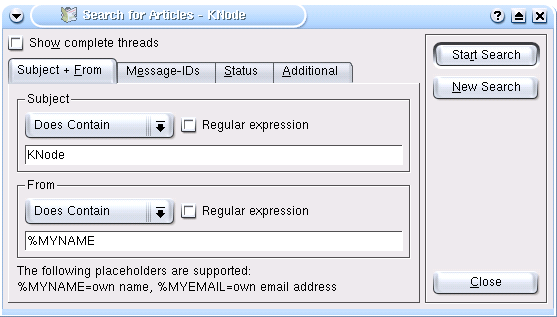 Search for Articles - KNode
Show complete threads
Subject + From
Message-IDs
Status
Additional
Start Search
New Search
Subject
Does Contain
Regular expression
KNode
From
Does Contain
Regular expression
%MYNAME
The following placeholders are supported:
%MYNAME=own name, %MYEMAIL=own email address
Close